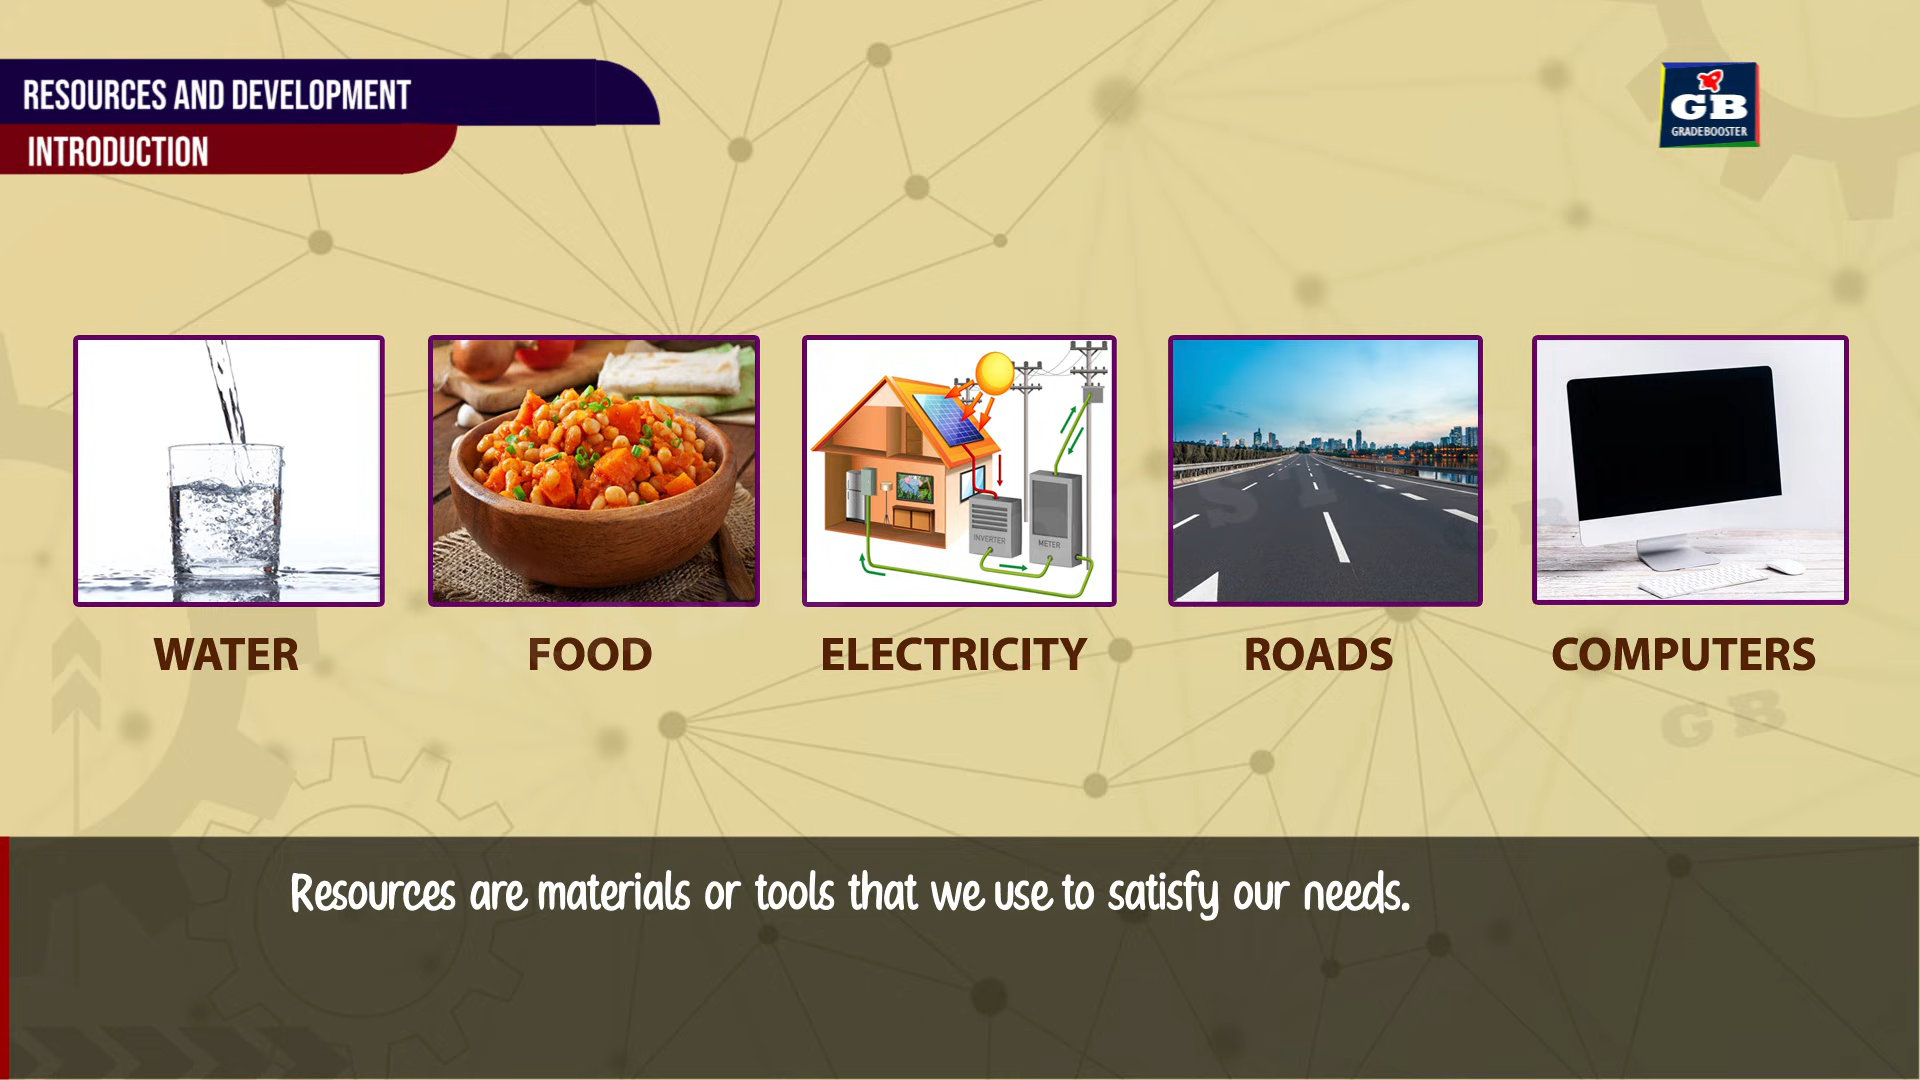 RESOURCES AND DEVELOPMENT
INTRODUCTION
GB
GRADEBOOSTER
INVERTER
METER
WATER
FOOD
ELECTRICITY
ROADS
COMPUTERS
GB
Resources are materials or tools that we use to satisfy our needs.